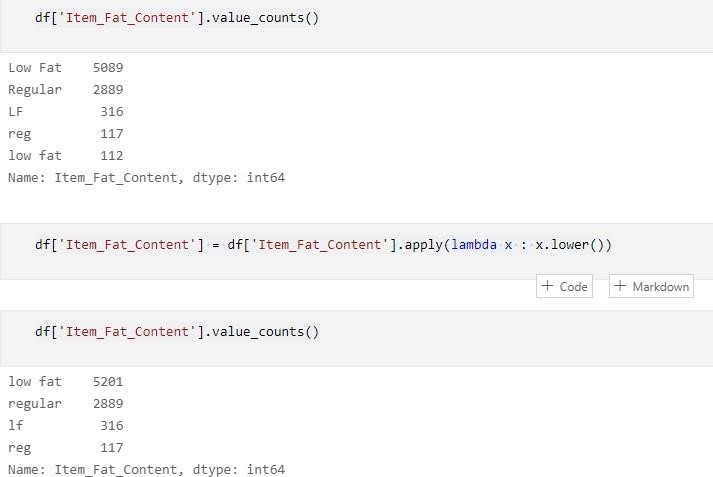 df['Item_Fat_Content'].value_counts()
Low Fat    5089
Regular    2889
LF          316
reg         117
low fat     112
Name: Item_Fat_Content, dtype: int64
df['Item_Fat_Content'] = df['Item_Fat_Content'].apply(lambda x : x.lower())
+ Code + Markdown
df['Item_Fat_Content'].value_counts()
low fat    5201
regular    2889
lf          316
reg         117
Name: Item_Fat_Content, dtype: int64